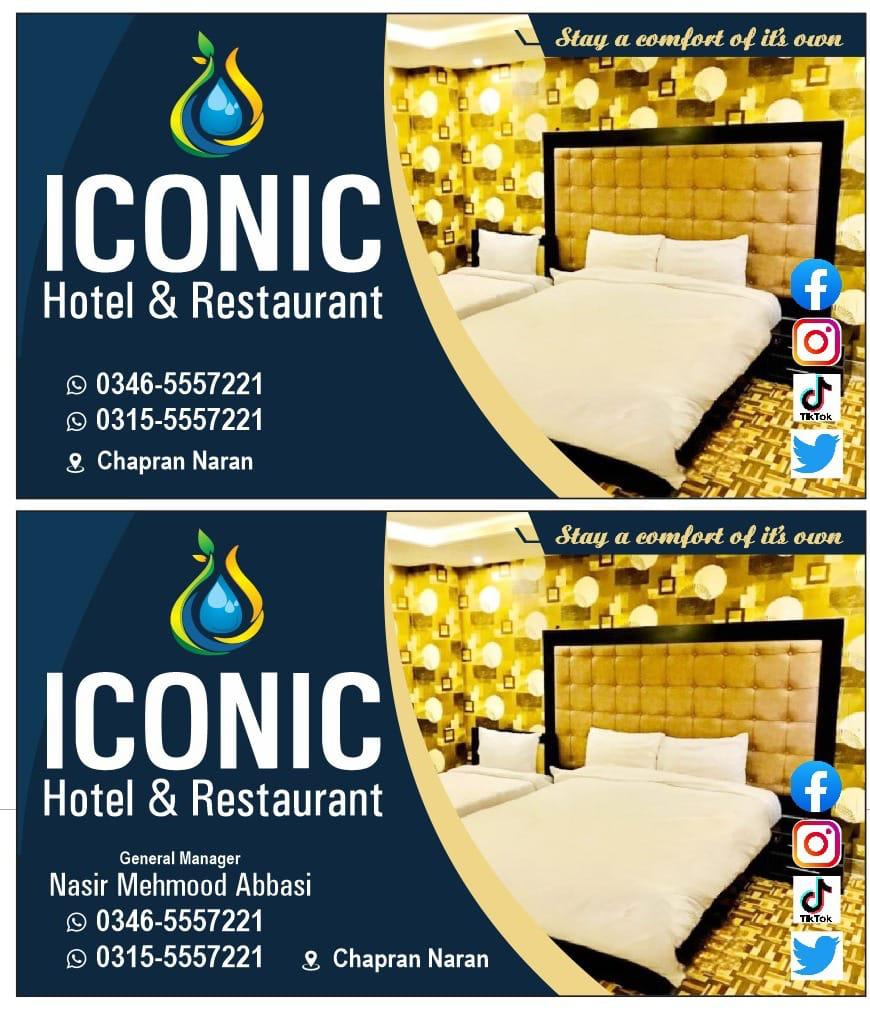 Stay a comfort of it's own
ICONIC
Hotel & Restaurant
0346-5557221
0315-5557221
Chapran Naran
TikTok
Stay a comfort of it's own
ICONIC
Hotel & Restaurant
General Manager
Nasir Mehmood Abbasi
0346-5557221
0315-5557221
Chapran Naran
TikTok